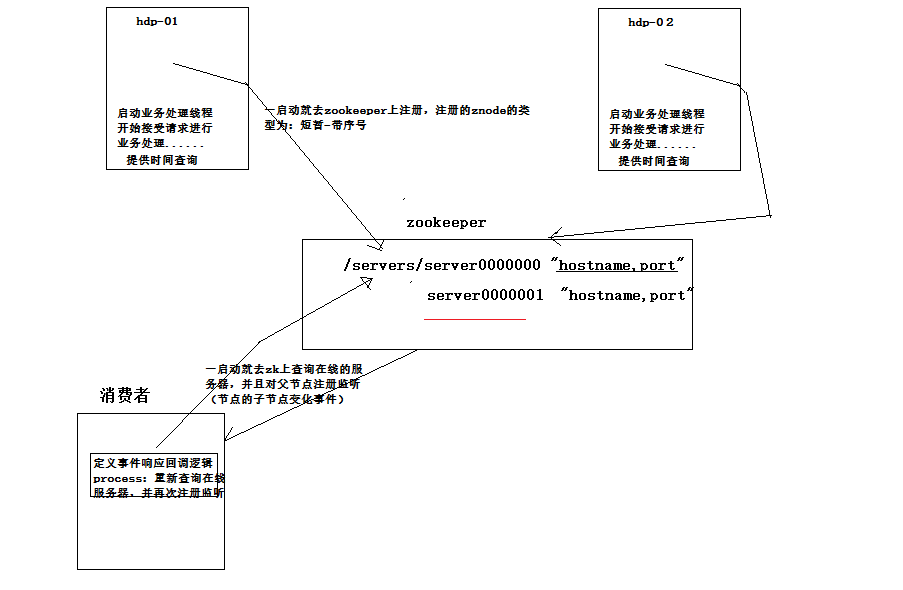 hdp-01
启动业务处理线程
开始接受请求进行
业务处理......
提供时间查询
hdp-０２
启动业务处理线程
开始接受请求进行
业务处理......
提供时间查询
一启动就去zookeeper上注册，注册的znode的类
型为：短暂-带序号
zookeeper
/servers/server0000000 "hostname,port"
server0000001 "hostname,port"
一启动就去zk上查询在线的服
务器，并且对父节点注册监听
（节点的子节点变化事件）
消费者
定义事件响应回调逻辑
process：重新查询在线
服务器，并再次注册监听